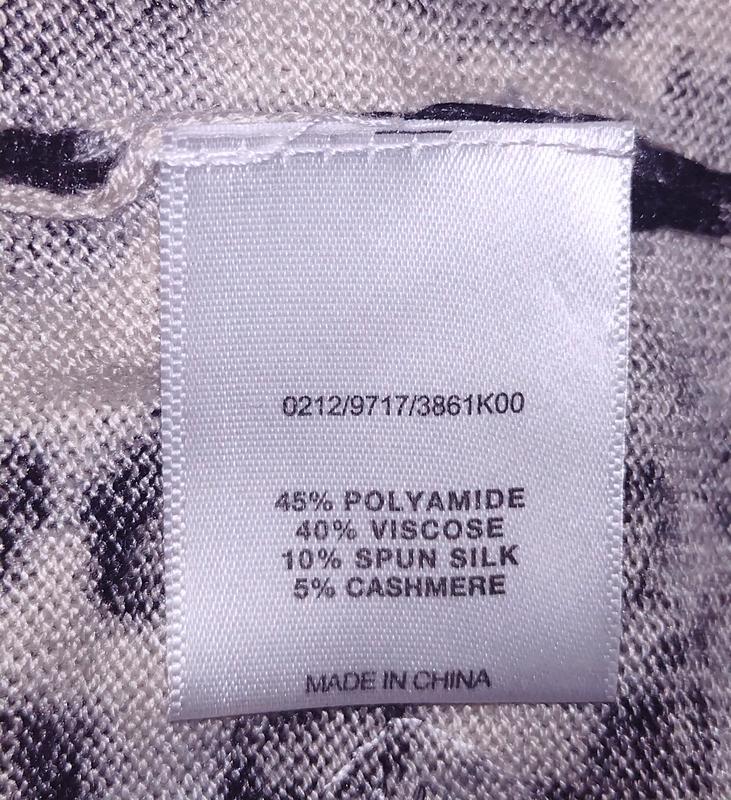 0212/9717/3861K00
45% POLYAMIDE
40% VISCOSE
10% SPUN SILK
5% CASHMERE
MADE IN CHINA